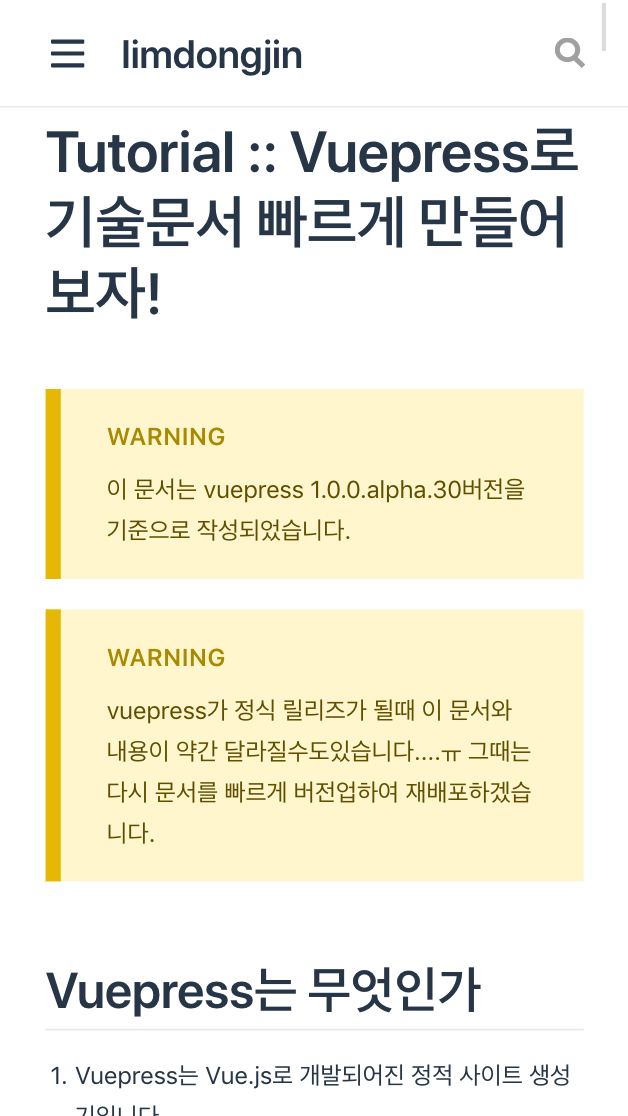 limdongjin
Tutorial :: Vuepress로
기술문서 빠르게 만들어
보자!
WARNING
이 문서는 vuepress 1.0.0.alpha.30버전을
기준으로 작성되었습니다.
WARNING
vuepress가 정식 릴리즈가 될때 이 문서와
내용이 약간 달라질수도있습니다....ㅠ 그때는
다시 문서를 빠르게 버전업하여 재배포하겠습
니다.
Vuepress는 무엇인가
1. Vuepress는 Vue.js로 개발되어진 정적 사이트 생성
기입니다